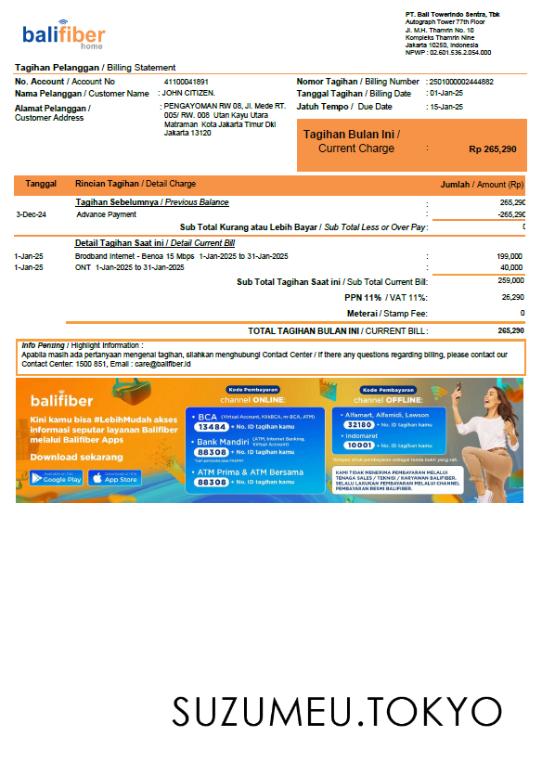 balifiber
home
PT. Bali Towerindo Sentra, Tbk
Autograph Tower 77th Floor
Jl. M.H. Thamrin No. 10
Kompleks Thamrin Nine
Jakarta 10250, Indonesia
NPWP : 02.601.536.2.054.000
Tagihan Pelanggan / Billing Statement
No. Account / Account No : 41100041891
Nama Pelanggan / Customer Name : JOHN CITIZEN.
Alamat Pelanggan / Customer Address : PENGAYOMAN RW 08, Jl. Mede RT.
005/ RW. 008 Utan Kayu Utara
Matraman Kota Jakarta Timur Dki
Jakarta 13120
Nomor Tagihan / Billing Number : 2501000002444882
Tanggal Tagihan / Billing Date : 01-Jan-25
Jatuh Tempo / Due Date : 15-Jan-25
Tagihan Bulan Ini /
Current Charge : Rp 265,290
Tanggal Rincian Tagihan / Detail Charge Jumlah / Amount (Rp)
Tagihan Sebelumnya / Previous Balance : 265,290
3-Dec-24 Advance Payment : -265,290
Sub Total Kurang atau Lebih Bayar / Sub Total Less or Over Pay : 0
Detail Tagihan Saat ini / Detail Current Bill
1-Jan-25 Brodband Internet - Benoa 15 Mbps 1-Jan-2025 to 31-Jan-2025 : 199,000
1-Jan-25 ONT 1-Jan-2025 to 31-Jan-2025 : 40,000
Sub Total Tagihan Saat ini / Sub Total Current Bill: 259,000
PPN 11% / VAT 11%: 26,290
Meterai / Stamp Fee: 0
TOTAL TAGIHAN BULAN INI / CURRENT BILL : 265,290
Info Penting / Highlight Information :
Apabila masih ada pertanyaan mengenai tagihan, silahkan menghubungi Contact Center / if there any questions regarding billing, please contact our
Contact Center: 1500 851, Email : care@balifiber.id
balifiber
Kini kamu bisa #LebihMudah akses
informasi seputar layanan Balifiber
melalui Balifiber Apps
Download sekarang
Google Play
App Store
Kode Pembayaran
channel ONLINE:
• BCA (Virtual Account, KlikBCA, m-BCA, ATM)
13484 + No. ID tagihan kamu
• Bank Mandiri (ATM, Internet Banking, Virtual Account)
88308 + No. ID tagihan kamu
• ATM Prima & ATM Bersama
88308 + No. ID tagihan kamu
Kode Pembayaran
channel OFFLINE:
• Alfamart, Alfamidi, Lawson
32180 + No. ID tagihan kamu
• Indomaret
10001 + No. ID tagihan kamu
KAMI TIDAK MENERIMA PEMBAYARAN MELALUI
TENAGA SALES / TEKNISI / KARYAWAN BALIFIBER.
SELALU LAKUKAN PEMBAYARAN MELALUI CHANNEL
PEMBAYARAN RESMI BALIFIBER.
SUZUMEU.TOKYO